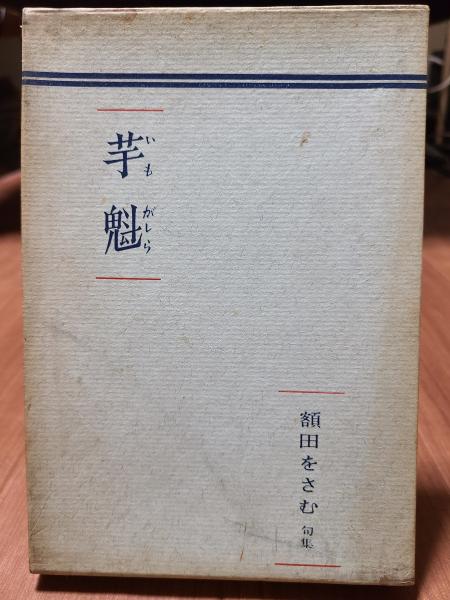 芋魁
いもがしら
額田をさむ 句集